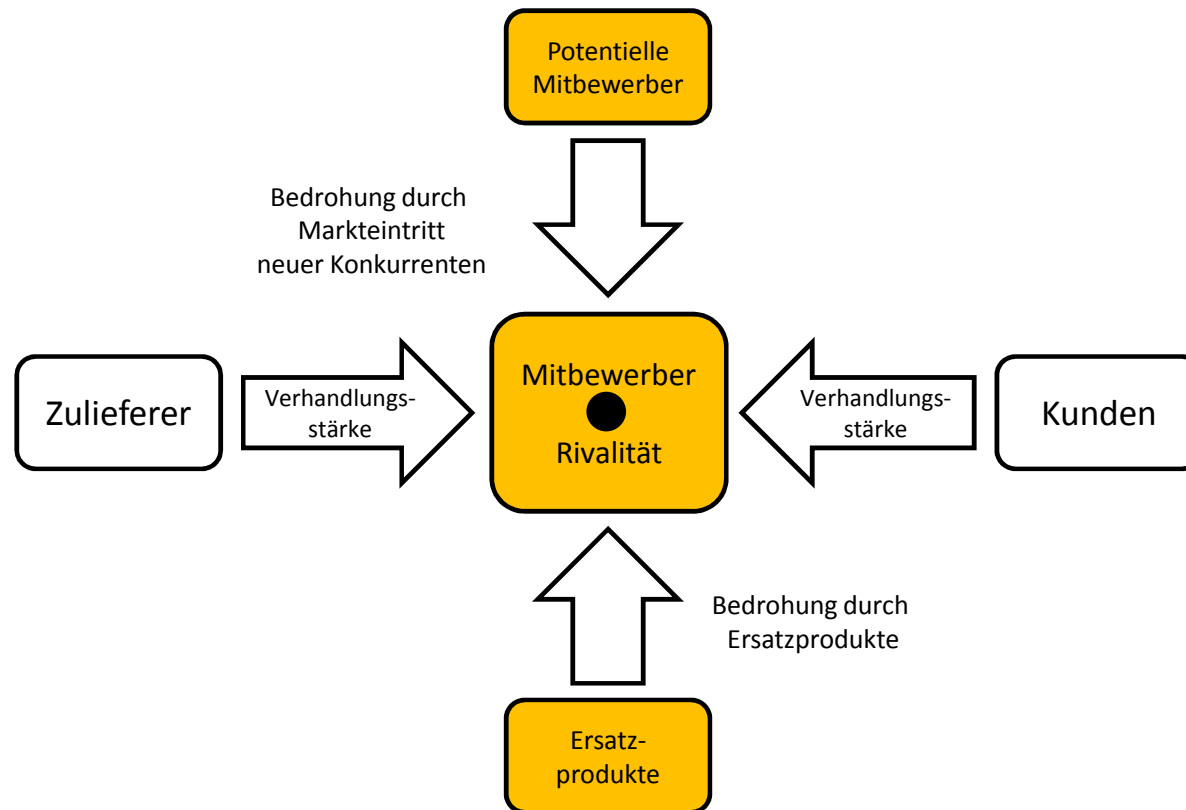 Potentielle
Mitbewerber
Bedrohung durch
Markteintritt
neuer Konkurrenten
Zulieferer
Verhandlungs-
stärke
Mitbewerber
Rivalität
Verhandlungs-
stärke
Kunden
Bedrohung durch
Ersatzprodukte
Ersatz-
produkte